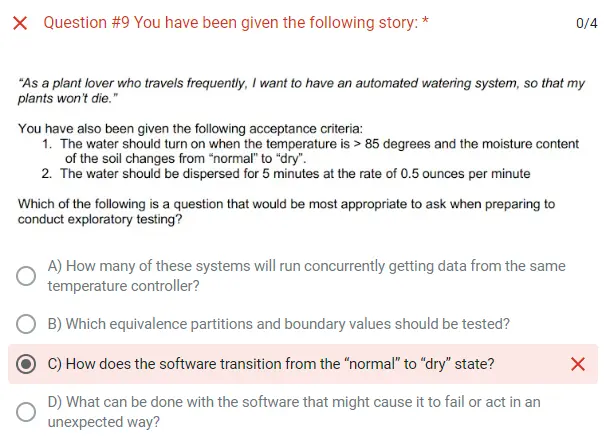 Question #9 You have been given the following story: *
0/4
“As a plant lover who travels frequently, I want to have an automated watering system, so that my
plants won’t die.”
You have also been given the following acceptance criteria:
1. The water should turn on when the temperature is > 85 degrees and the moisture content
of the soil changes from “normal” to “dry”.
2. The water should be dispersed for 5 minutes at the rate of 0.5 ounces per minute
Which of the following is a question that would be most appropriate to ask when preparing to
conduct exploratory testing?
A) How many of these systems will run concurrently getting data from the same
temperature controller?
B) Which equivalence partitions and boundary values should be tested?
C) How does the software transition from the “normal” to “dry” state?
D) What can be done with the software that might cause it to fail or act in an
unexpected way?